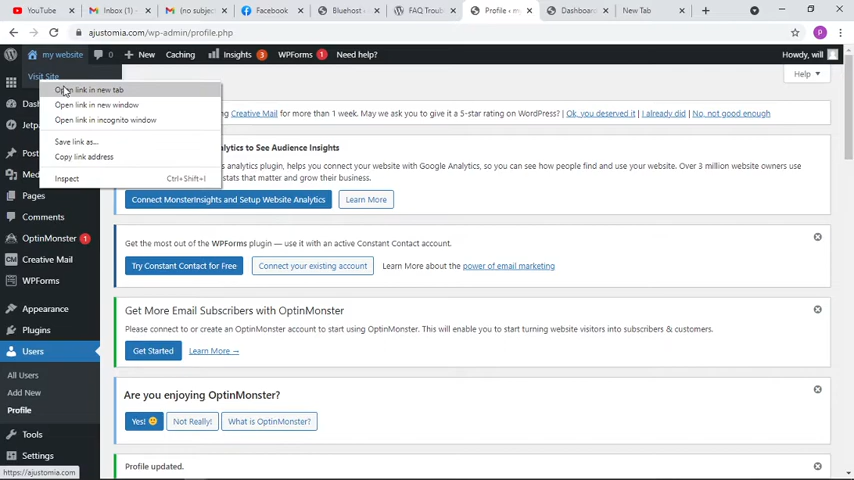 YouTube
Inbox (1)
(no subjec
Facebook
Bluehost
FAQ Trou
Profile ‹ m
Dashboard
New Tab
ajustomia.com/wp-admin/profile.php
my website
0
New
Caching
Insights 3
WPForms 1
Need help?
Howdy, will
Visit Site
Help
Open link in new tab
Open link in new window
Open link in incognito window
Save link as...
Copy link address
Inspect
Ctrl+Shift+I
Dash
Jetp
Post
Med
Pages
Comments
OptinMonster 1
Creative Mail
WPForms
Appearance
Plugins
Users
All Users
Add New
Profile
Tools
Settings
https://ajustomia.com
ing Creative Mail for more than 1 week. May we ask you to give it a 5-star rating on WordPress? | Ok, you deserved it | I already did | No, not good enough
Analytics to See Audience Insights
s analytics plugin, helps you connect your website with Google Analytics, so you can see how people find and use your website. Over 3 million website owners use
stats that matter and grow their business.
Connect MonsterInsights and Setup Website Analytics
Learn More
Get the most out of the WPForms plugin — use it with an active Constant Contact account.
Try Constant Contact for Free
Connect your existing account
Learn More about the power of email marketing
Get More Email Subscribers with OptinMonster
Please connect to or create an OptinMonster account to start using OptinMonster. This will enable you to start turning website visitors into subscribers & customers.
Get Started
Learn More →
Are you enjoying OptinMonster?
Yes! 🙂
Not Really!
What is OptinMonster?
Profile updated.